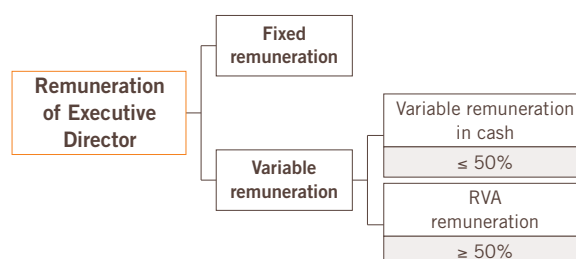 Fixed
remuneration
Remuneration
of Executive
Director
Variable remuneration
in cash
≤ 50%
Variable
remuneration
RVA
remuneration
≥ 50%